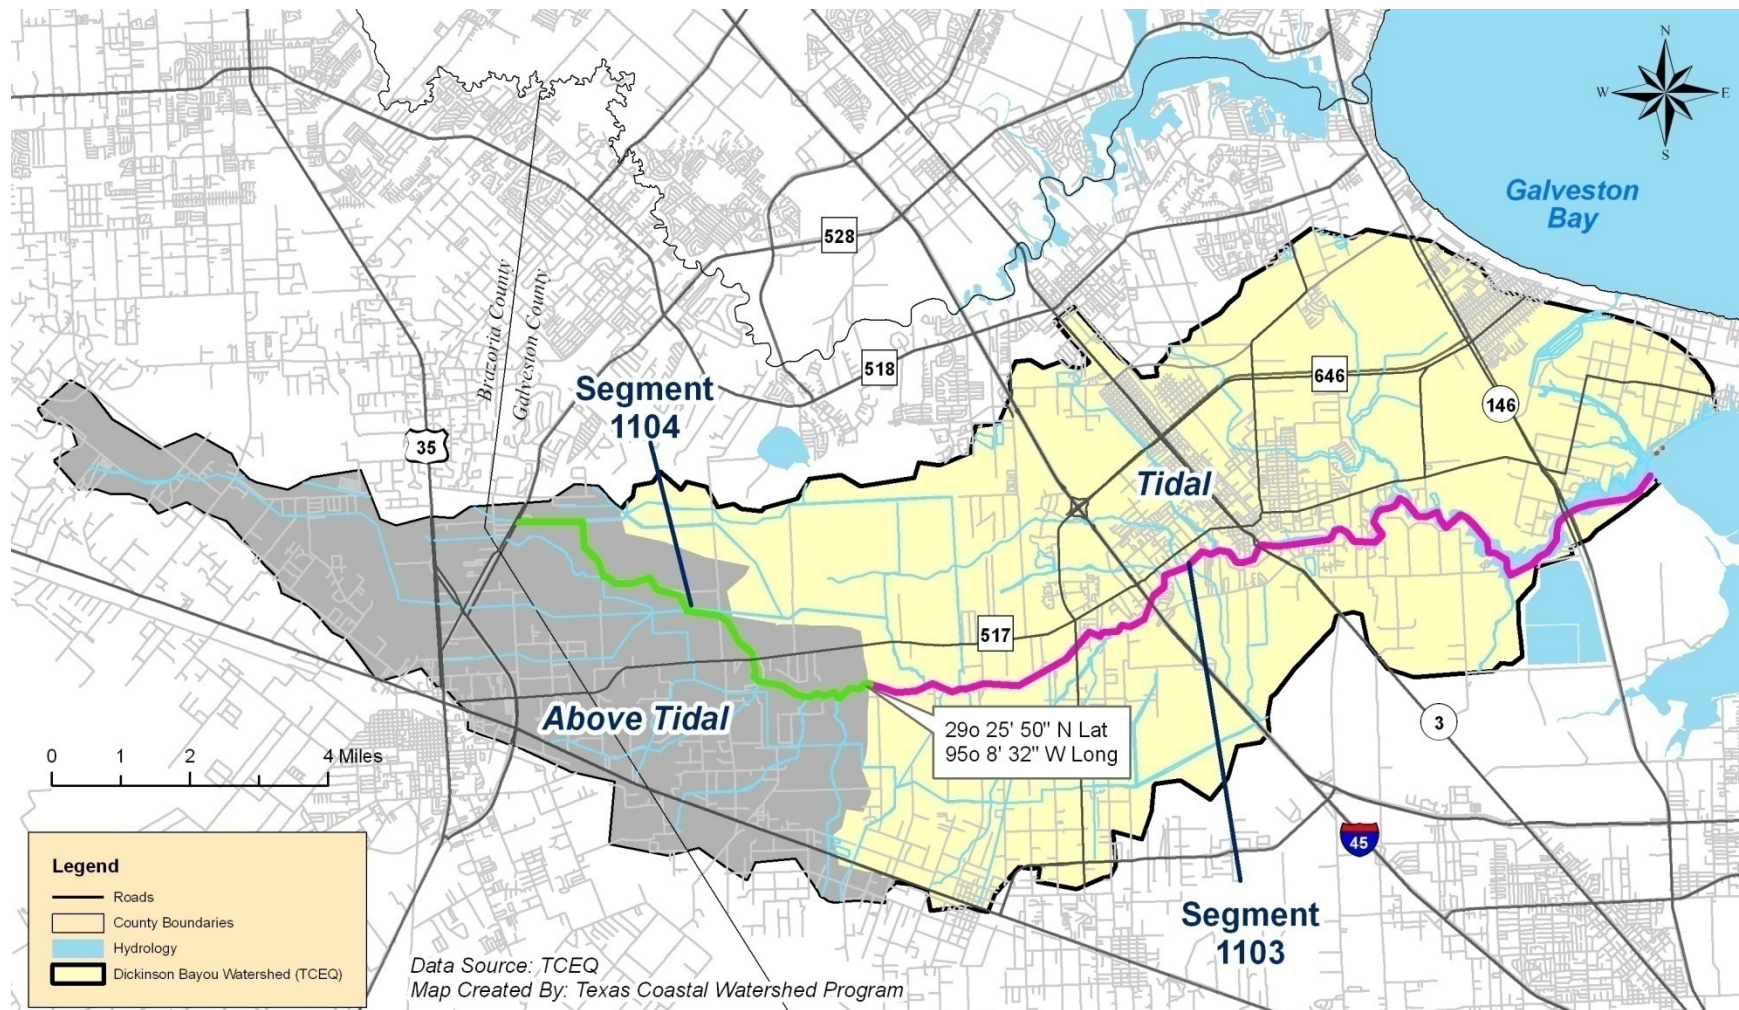 N
W
E
S
Galveston
Bay
528
Brazoria County
Galveston County
518
Segment
1104
646
146
35
Tidal
517
Above Tidal
29o 25' 50" N Lat
95o 8' 32" W Long
3
0 1 2 4 Miles
45
Legend
Roads
County Boundaries
Hydrology
Dickinson Bayou Watershed (TCEQ)
Segment
1103
Data Source: TCEQ
Map Created By: Texas Coastal Watershed Program